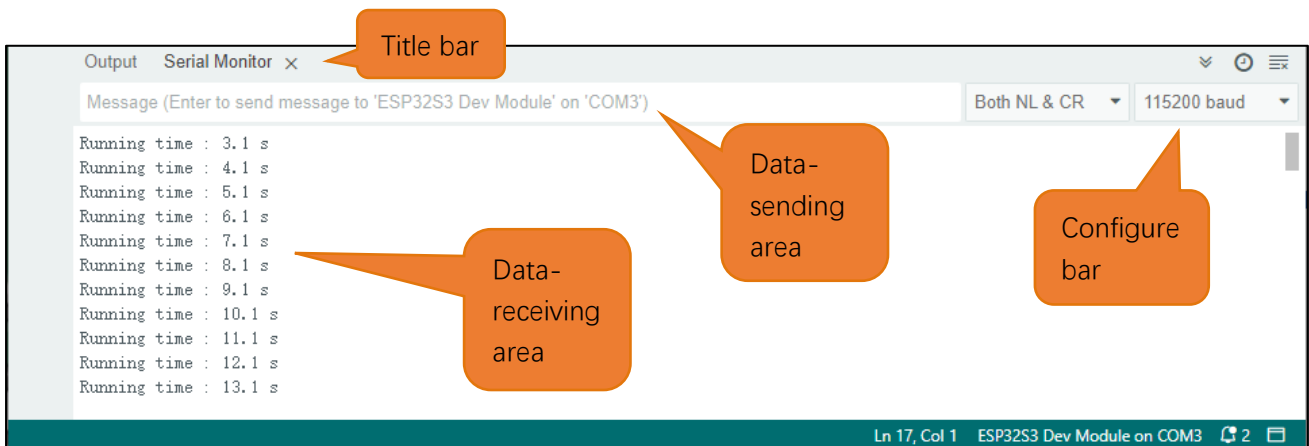 Title bar
Output Serial Monitor
Message (Enter to send message to 'ESP32S3 Dev Module' on 'COM3')
Both NL & CR
115200 baud
Running time : 3.1 s
Running time : 4.1 s
Running time : 5.1 s
Running time : 6.1 s
Running time : 7.1 s
Running time : 8.1 s
Running time : 9.1 s
Running time : 10.1 s
Running time : 11.1 s
Running time : 12.1 s
Running time : 13.1 s
Data-
sending
area
Configure
bar
Data-
receiving
area
Ln 17, Col 1 ESP32S3 Dev Module on COM3 2